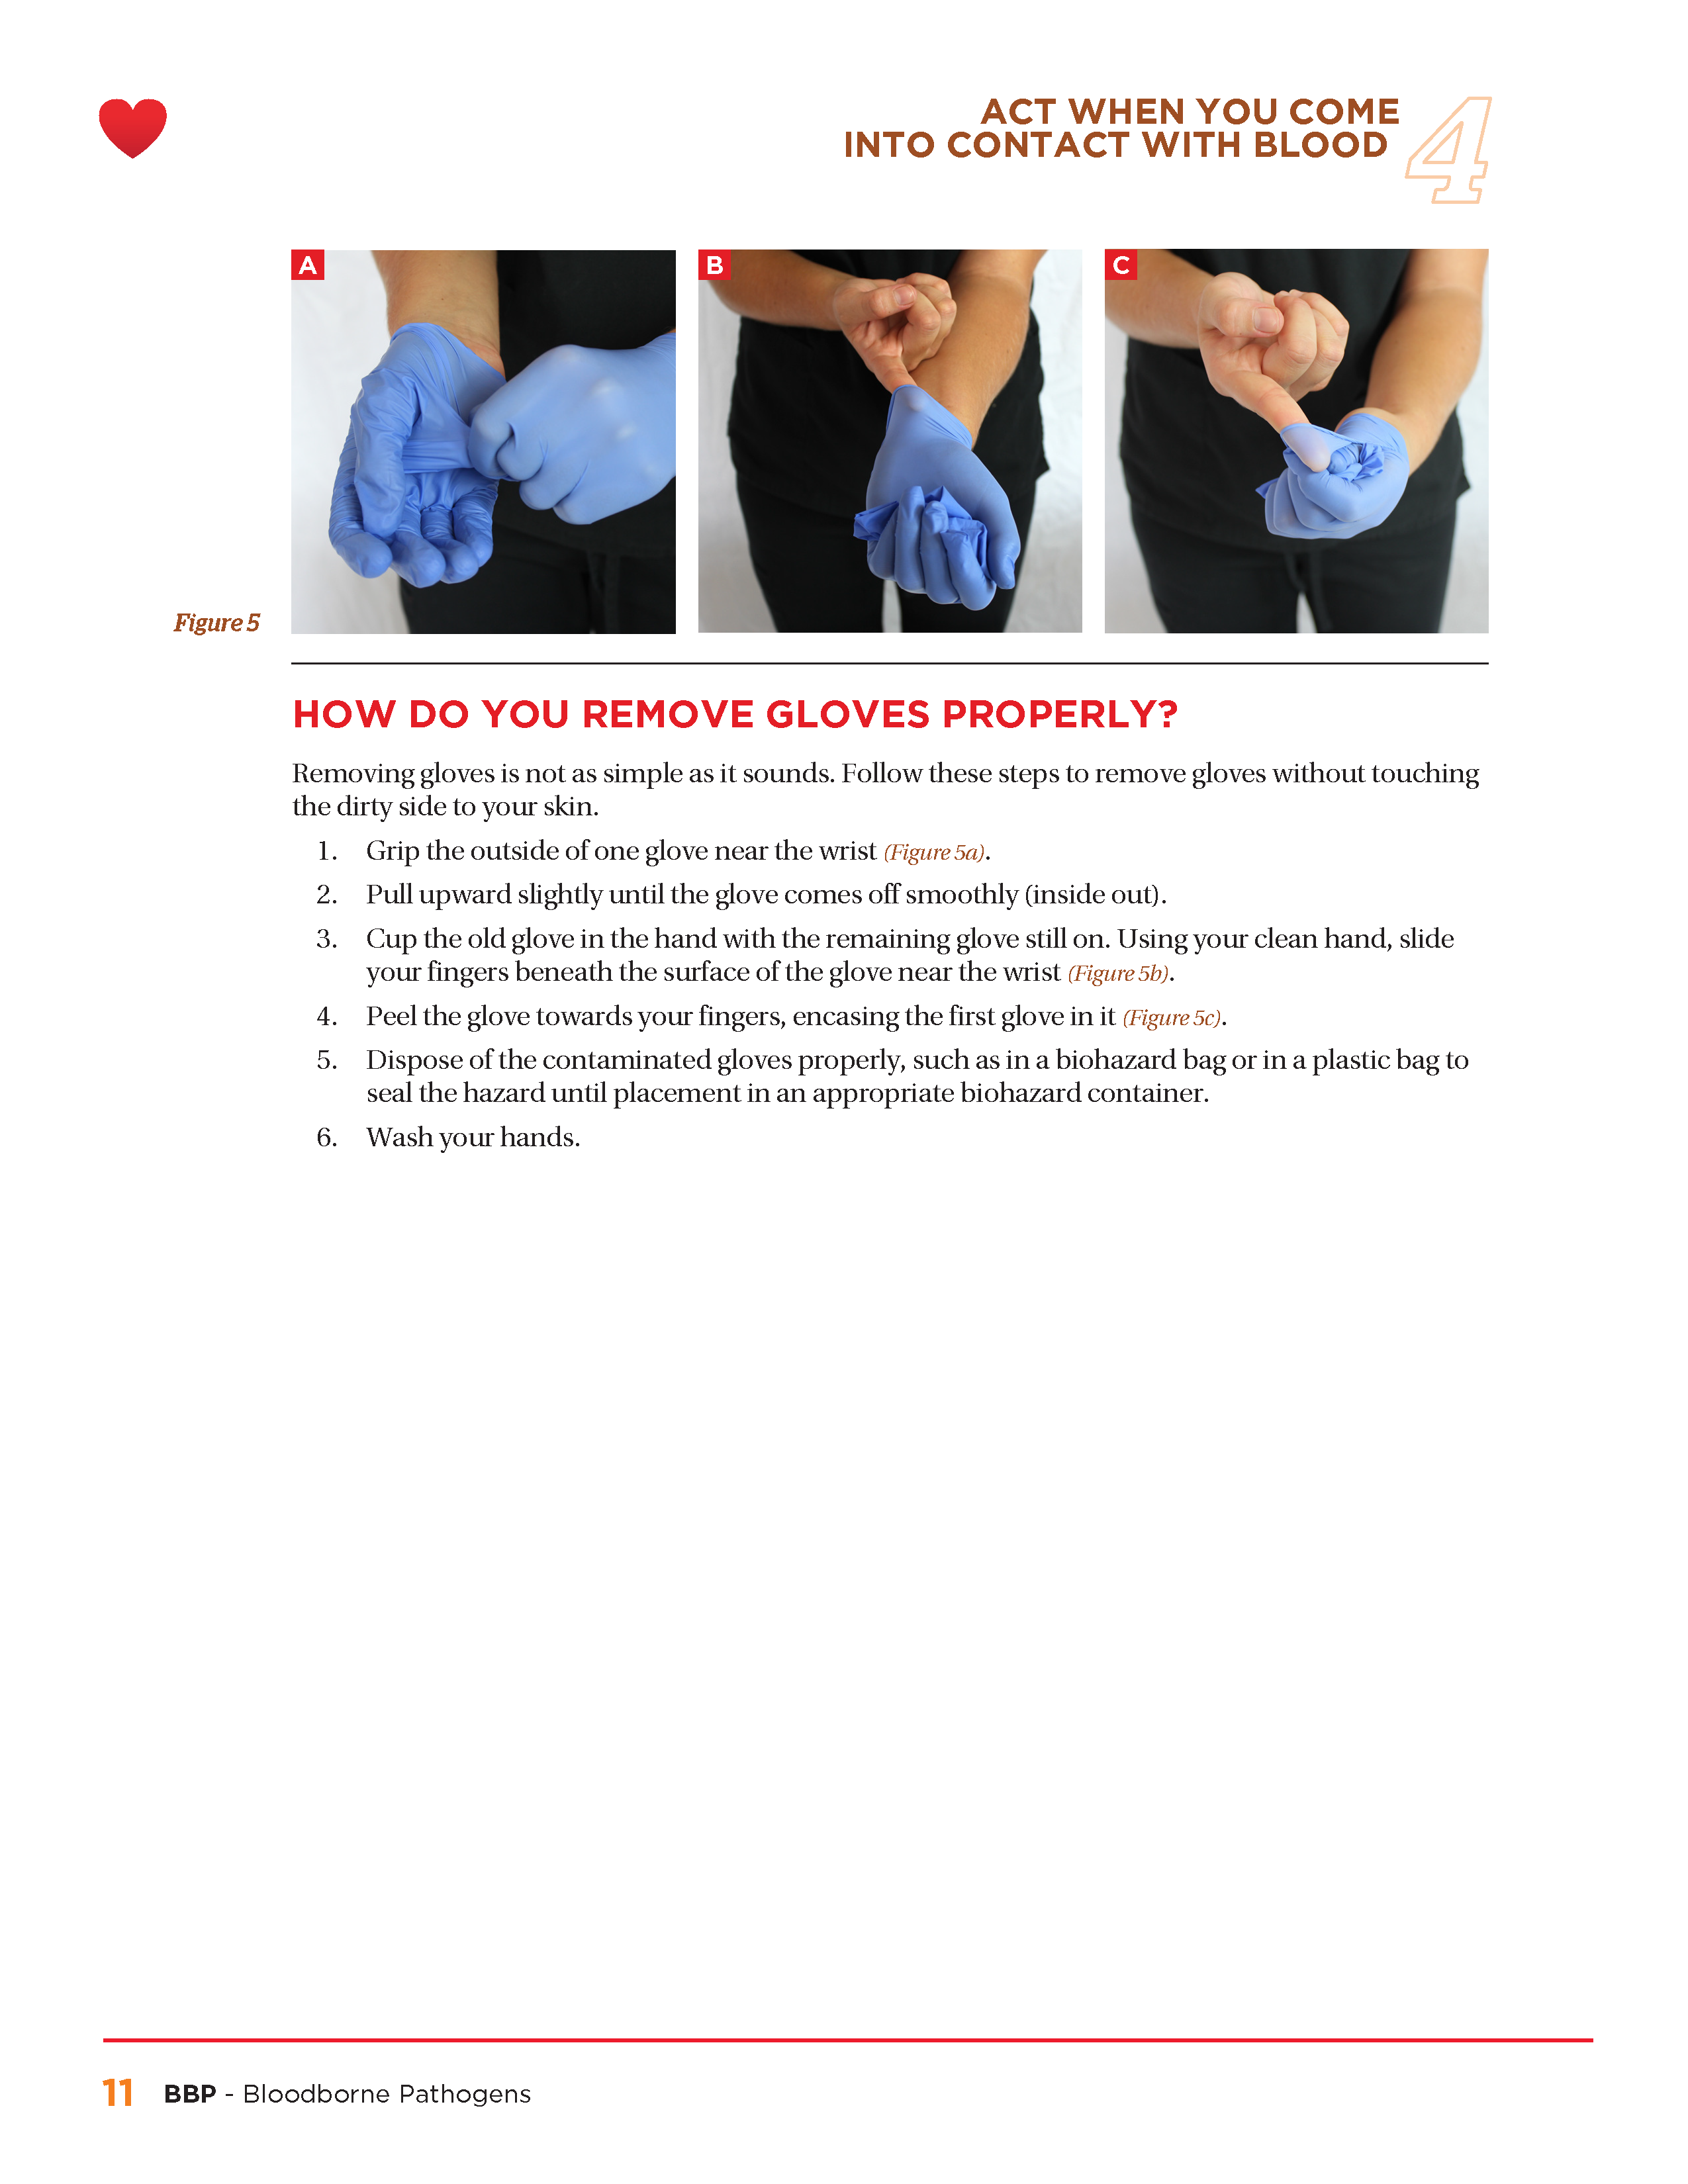 ACT WHEN YOU COME
INTO CONTACT WITH BLOOD
4
A
B
C
Figure 5
HOW DO YOU REMOVE GLOVES PROPERLY?
Removing gloves is not as simple as it sounds. Follow these steps to remove gloves without touching
the dirty side to your skin.
1. Grip the outside of one glove near the wrist (Figure 5a).
2. Pull upward slightly until the glove comes off smoothly (inside out).
3. Cup the old glove in the hand with the remaining glove still on. Using your clean hand, slide
your fingers beneath the surface of the glove near the wrist (Figure 5b).
4. Peel the glove towards your fingers, encasing the first glove in it (Figure 5c).
5. Dispose of the contaminated gloves properly, such as in a biohazard bag or in a plastic bag to
seal the hazard until placement in an appropriate biohazard container.
6. Wash your hands.
11 BBP - Bloodborne Pathogens